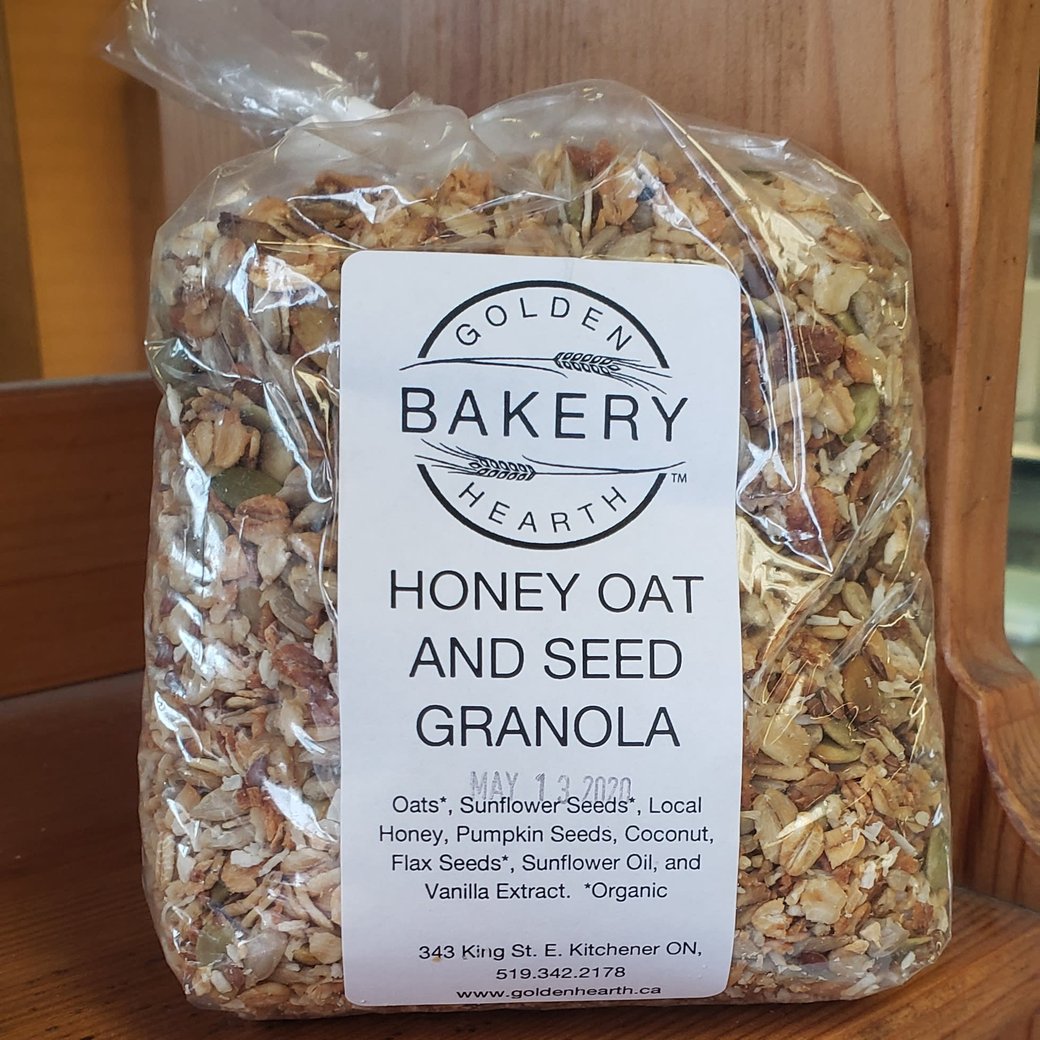 GOLDEN
BAKERY
TM
HEARTH
HONEY OAT
AND SEED
GRANOLA
MAY 13 2020
Oats*, Sunflower Seeds*, Local
Honey, Pumpkin Seeds, Coconut,
Flax Seeds*, Sunflower Oil, and
Vanilla Extract. *Organic
343 King St. E. Kitchener ON,
519.342.2178
www.goldenhearth.ca